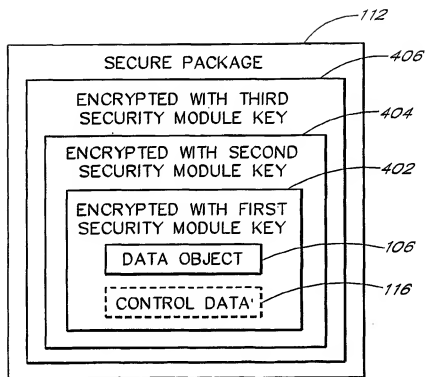 112
SECURE PACKAGE
406
ENCRYPTED WITH THIRD
SECURITY MODULE KEY
404
ENCRYPTED WITH SECOND
SECURITY MODULE KEY
402
ENCRYPTED WITH FIRST
SECURITY MODULE KEY
DATA OBJECT
106
CONTROL DATA
116